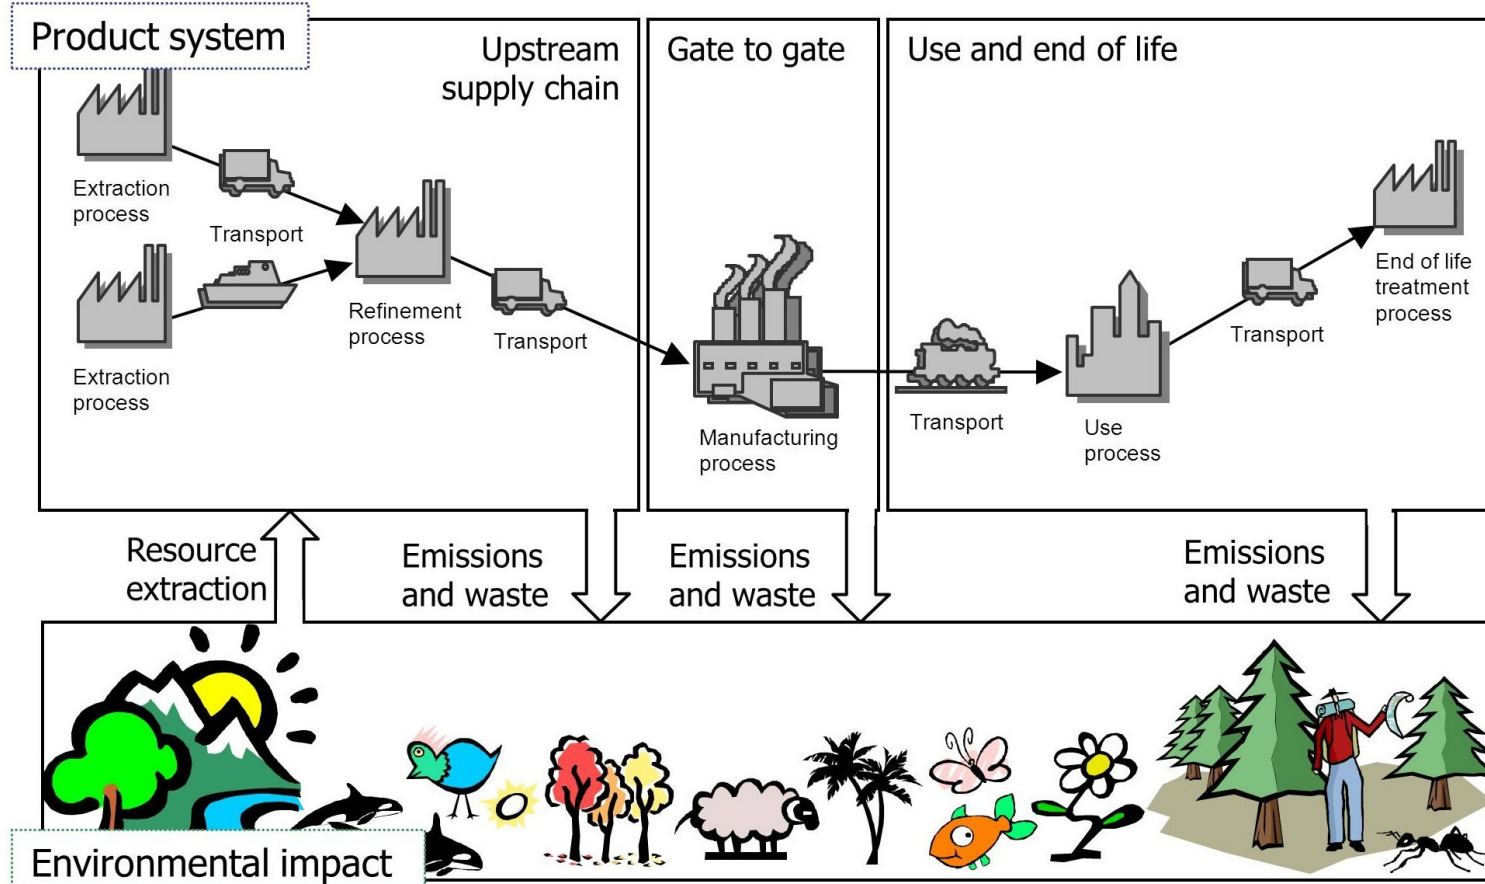 Product system
Upstream
supply chain
Gate to gate
Use and end of life
Extraction
process
Transport
Extraction
process
Refinement
process
Transport
Manufacturing
process
Transport
Use
process
Transport
End of life
treatment
process
Resource
extraction
Emissions
and waste
Emissions
and waste
Emissions
and waste
Environmental impact